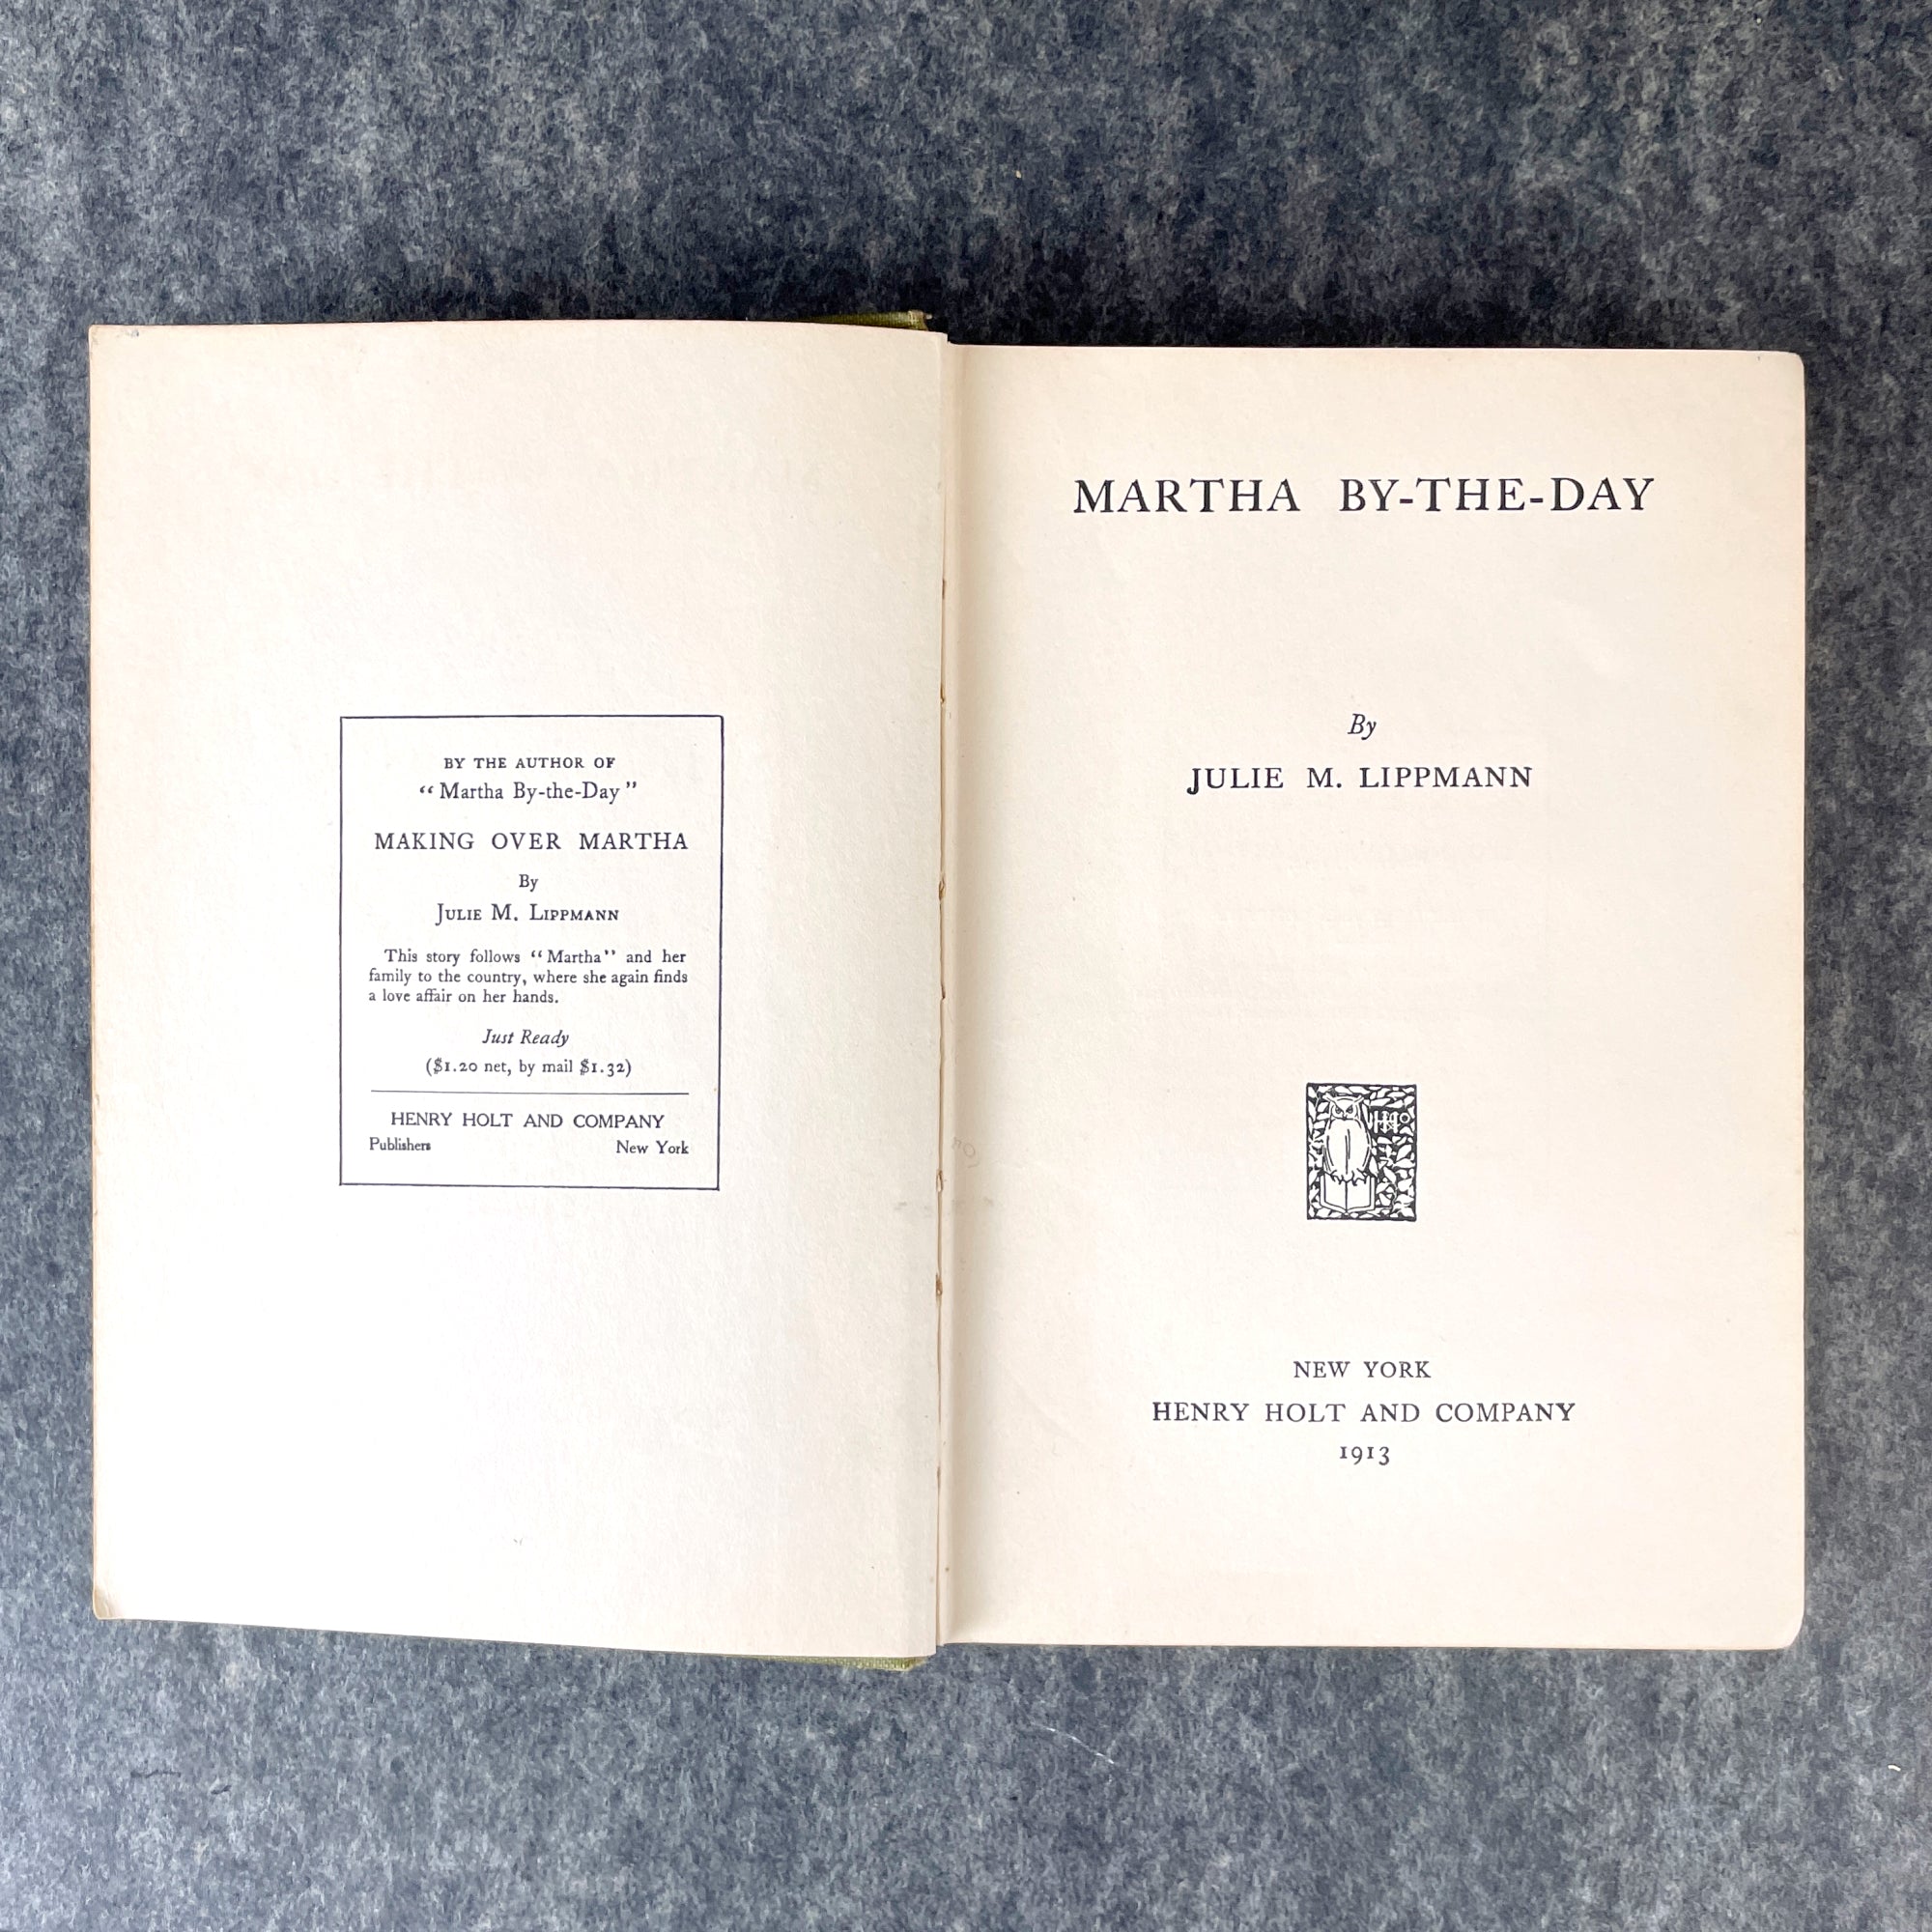 BY THE AUTHOR OF
“Martha By-the-Day”
MAKING OVER MARTHA
By
JULIE M. LIPPMANN
This story follows “Martha” and her
family to the country, where she again finds
a love affair on her hands.
Just Ready
($1.20 net, by mail $1.32)
HENRY HOLT AND COMPANY
Publishers New York
MARTHA BY-THE-DAY
By
JULIE M. LIPPMANN
NEW YORK
HENRY HOLT AND COMPANY
1913